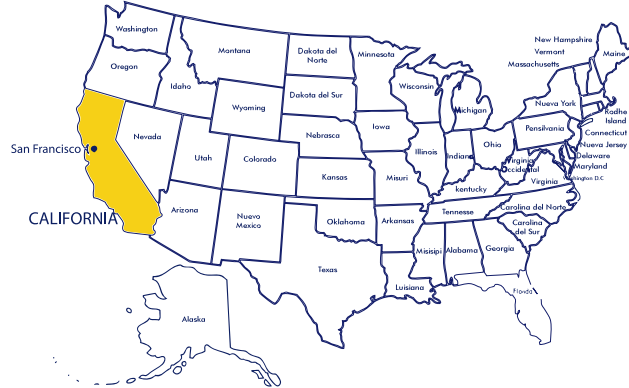 Washington
Oregon
Idaho
Montana
Dakota del
Norte
Minnesota
New Hampshire
Vermont
Massachusetts
Maine
Wyoming
Dakota del Sur
Wisconsin
Michigan
Nueva York
Radhe
Island
Connecticut
Nueva Jersey
Delaware
Maryland
Washington D.C
San Francisco
CALIFORNIA
Nevada
Utah
Colorado
Nebrasca
Iowa
Illinois
Indiana
Ohio
Pensilvania
Virginia
Occidental
Virginia
Kansas
Misuri
kentucky
Carolina del Norte
Tennesse
Carolina
del Sur
Arizona
Nuevo
Mexico
Oklahoma
Arkansas
Misisipi
Alabama
Georgia
Texas
Luisiana
Florida
Alaska